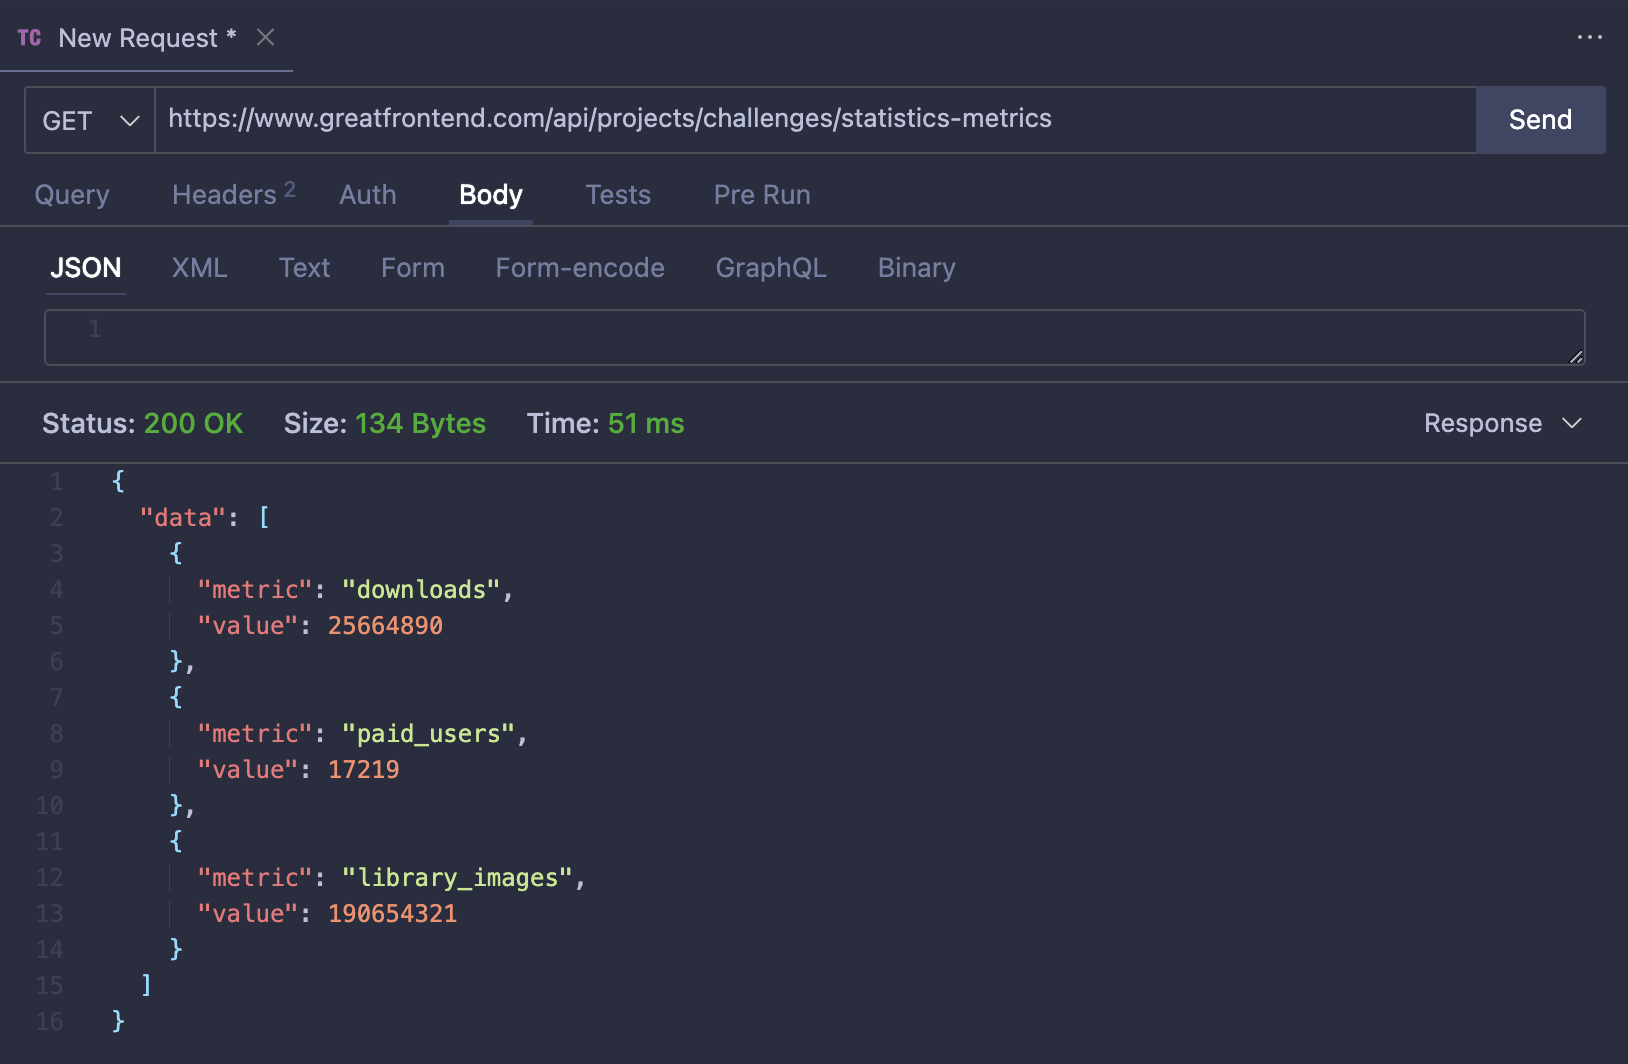 TC New Request * ×
GET https://www.greatfrontend.com/api/projects/challenges/statistics-metrics Send
Query Headers 2 Auth Body Tests Pre Run
JSON XML Text Form Form-encode GraphQL Binary
1
Status: 200 OK Size: 134 Bytes Time: 51 ms Response
1 {
2 "data": [
3 {
4 "metric": "downloads",
5 "value": 25664890
6 },
7 {
8 "metric": "paid_users",
9 "value": 17219
10 },
11 {
12 "metric": "library_images",
13 "value": 190654321
14 }
15 ]
16 }